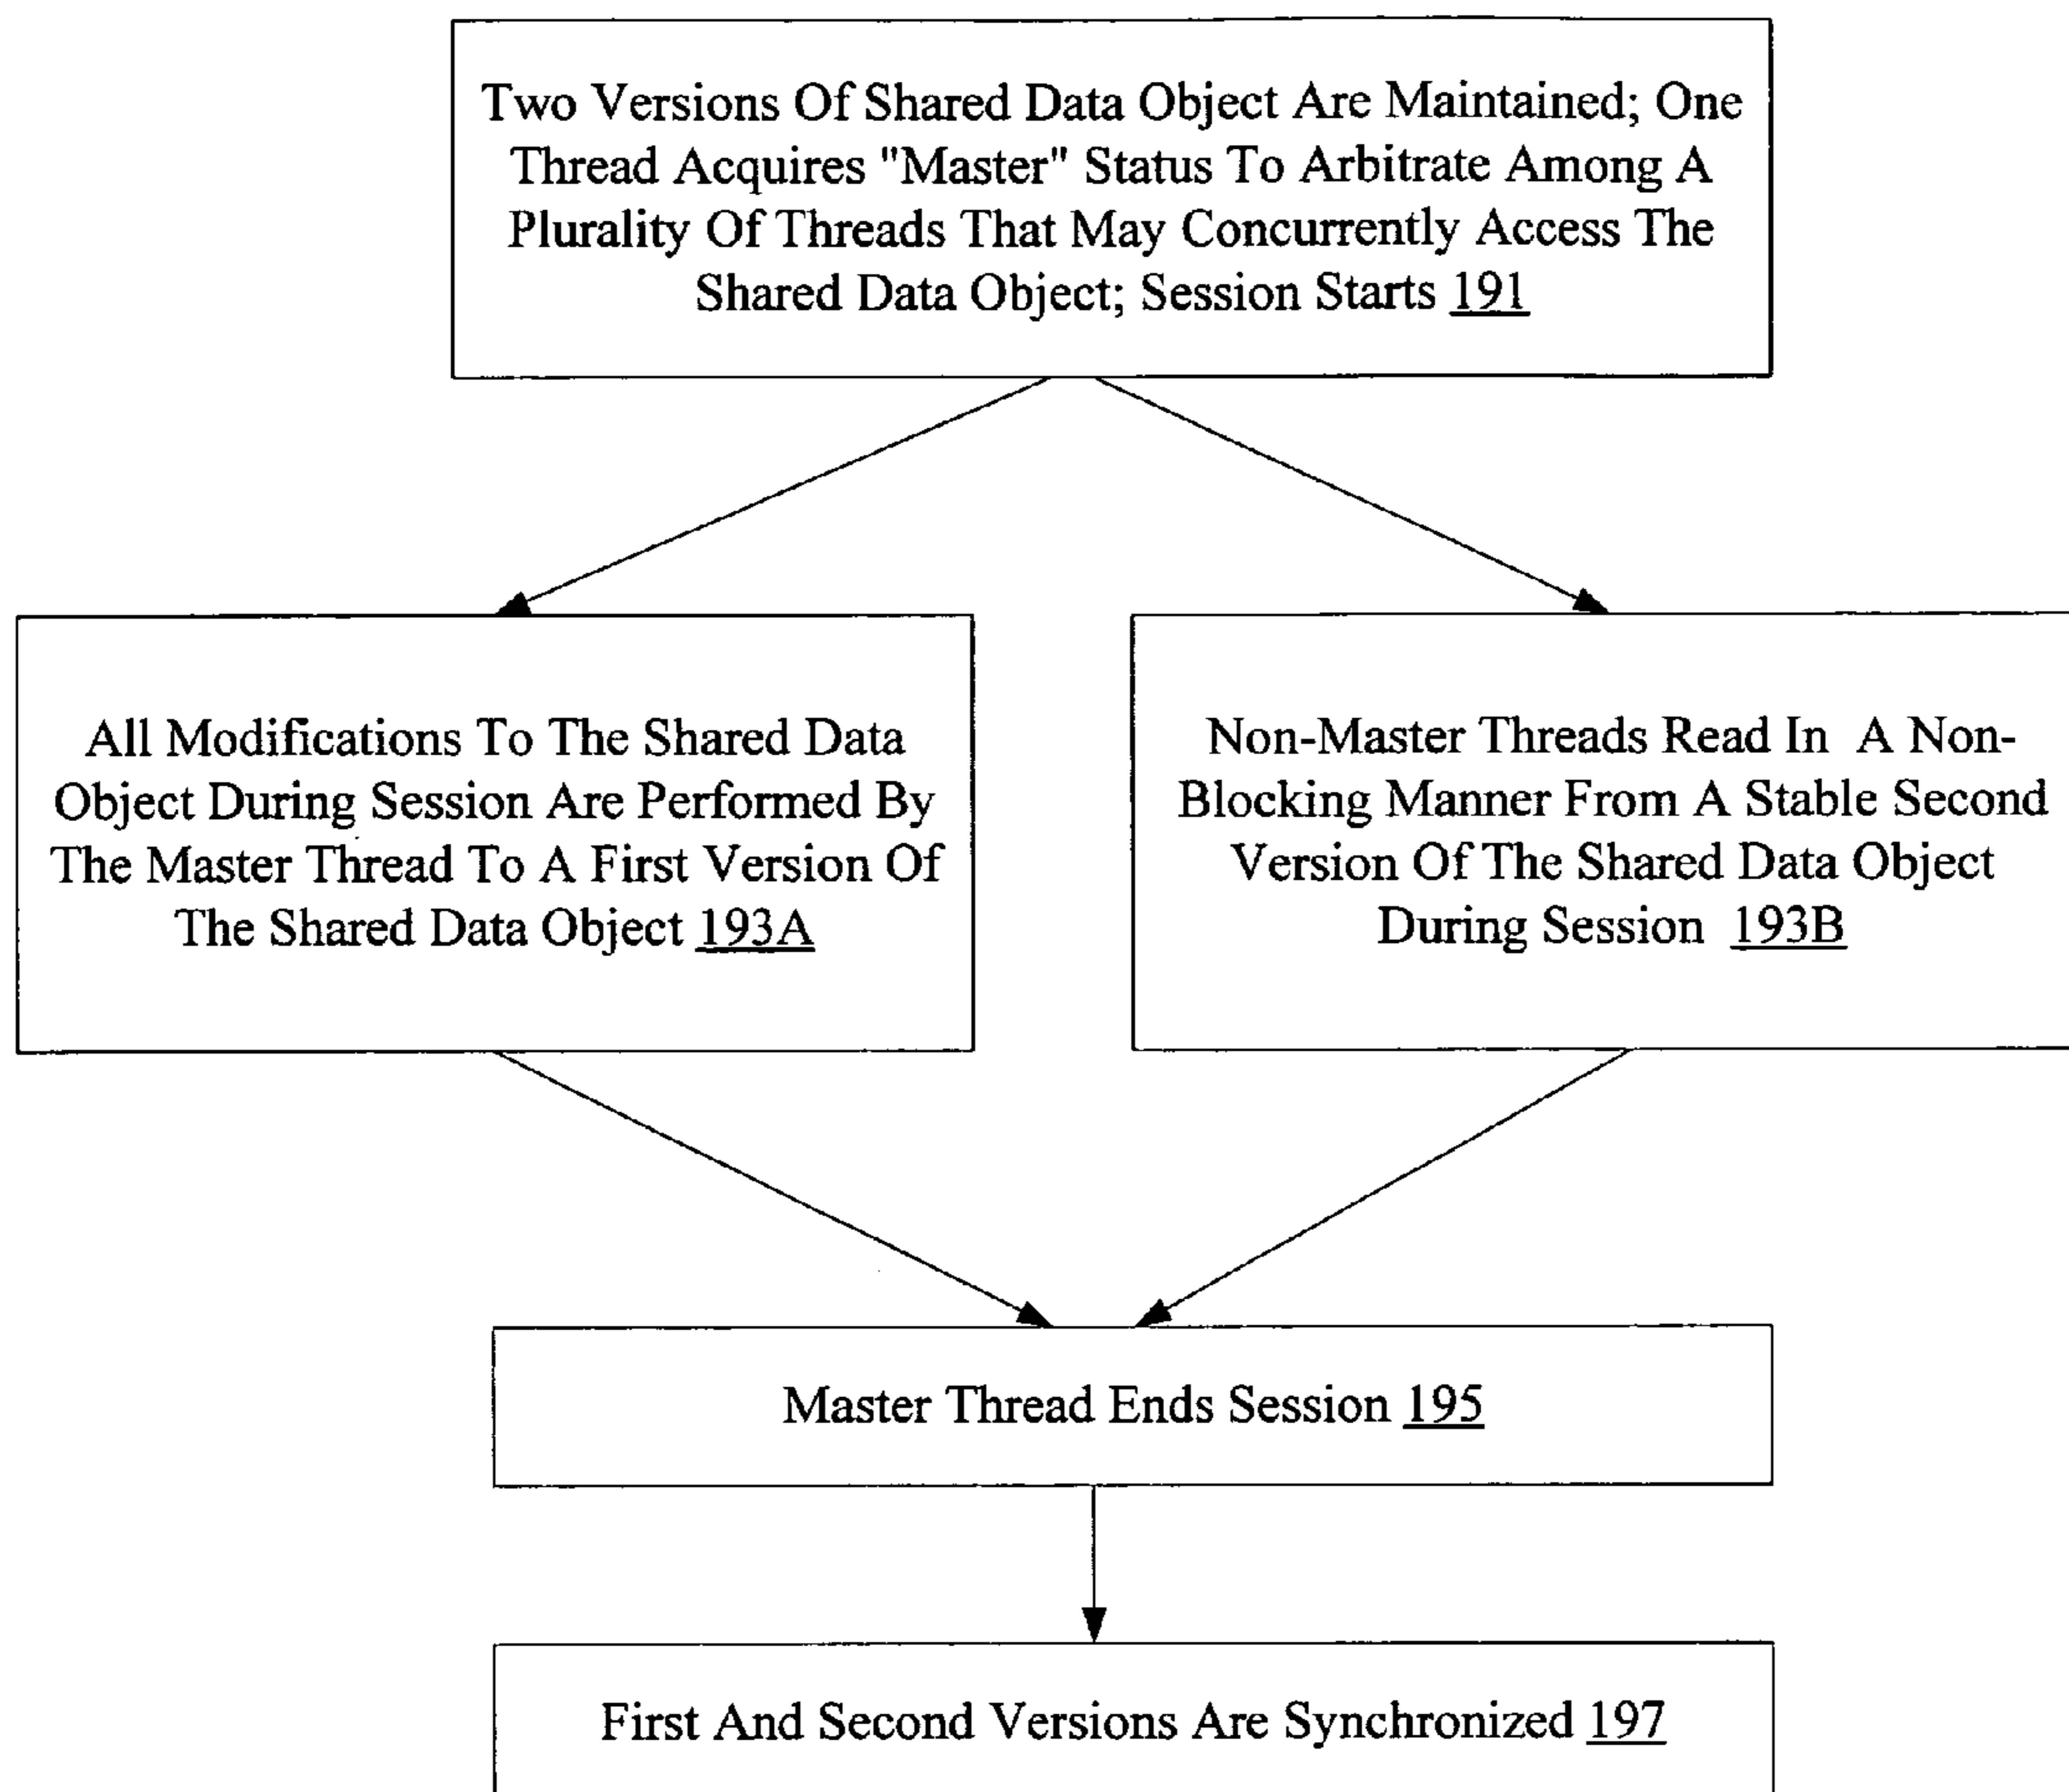 Two Versions Of Shared Data Object Are Maintained; One
Thread Acquires "Master" Status To Arbitrate Among A
Plurality Of Threads That May Concurrently Access The
Shared Data Object; Session Starts 191
All Modifications To The Shared Data
Object During Session Are Performed By
The Master Thread To A First Version Of
The Shared Data Object 193A
Non-Master Threads Read In A Non-
Blocking Manner From A Stable Second
Version Of The Shared Data Object
During Session 193B
Master Thread Ends Session 195
First And Second Versions Are Synchronized 197